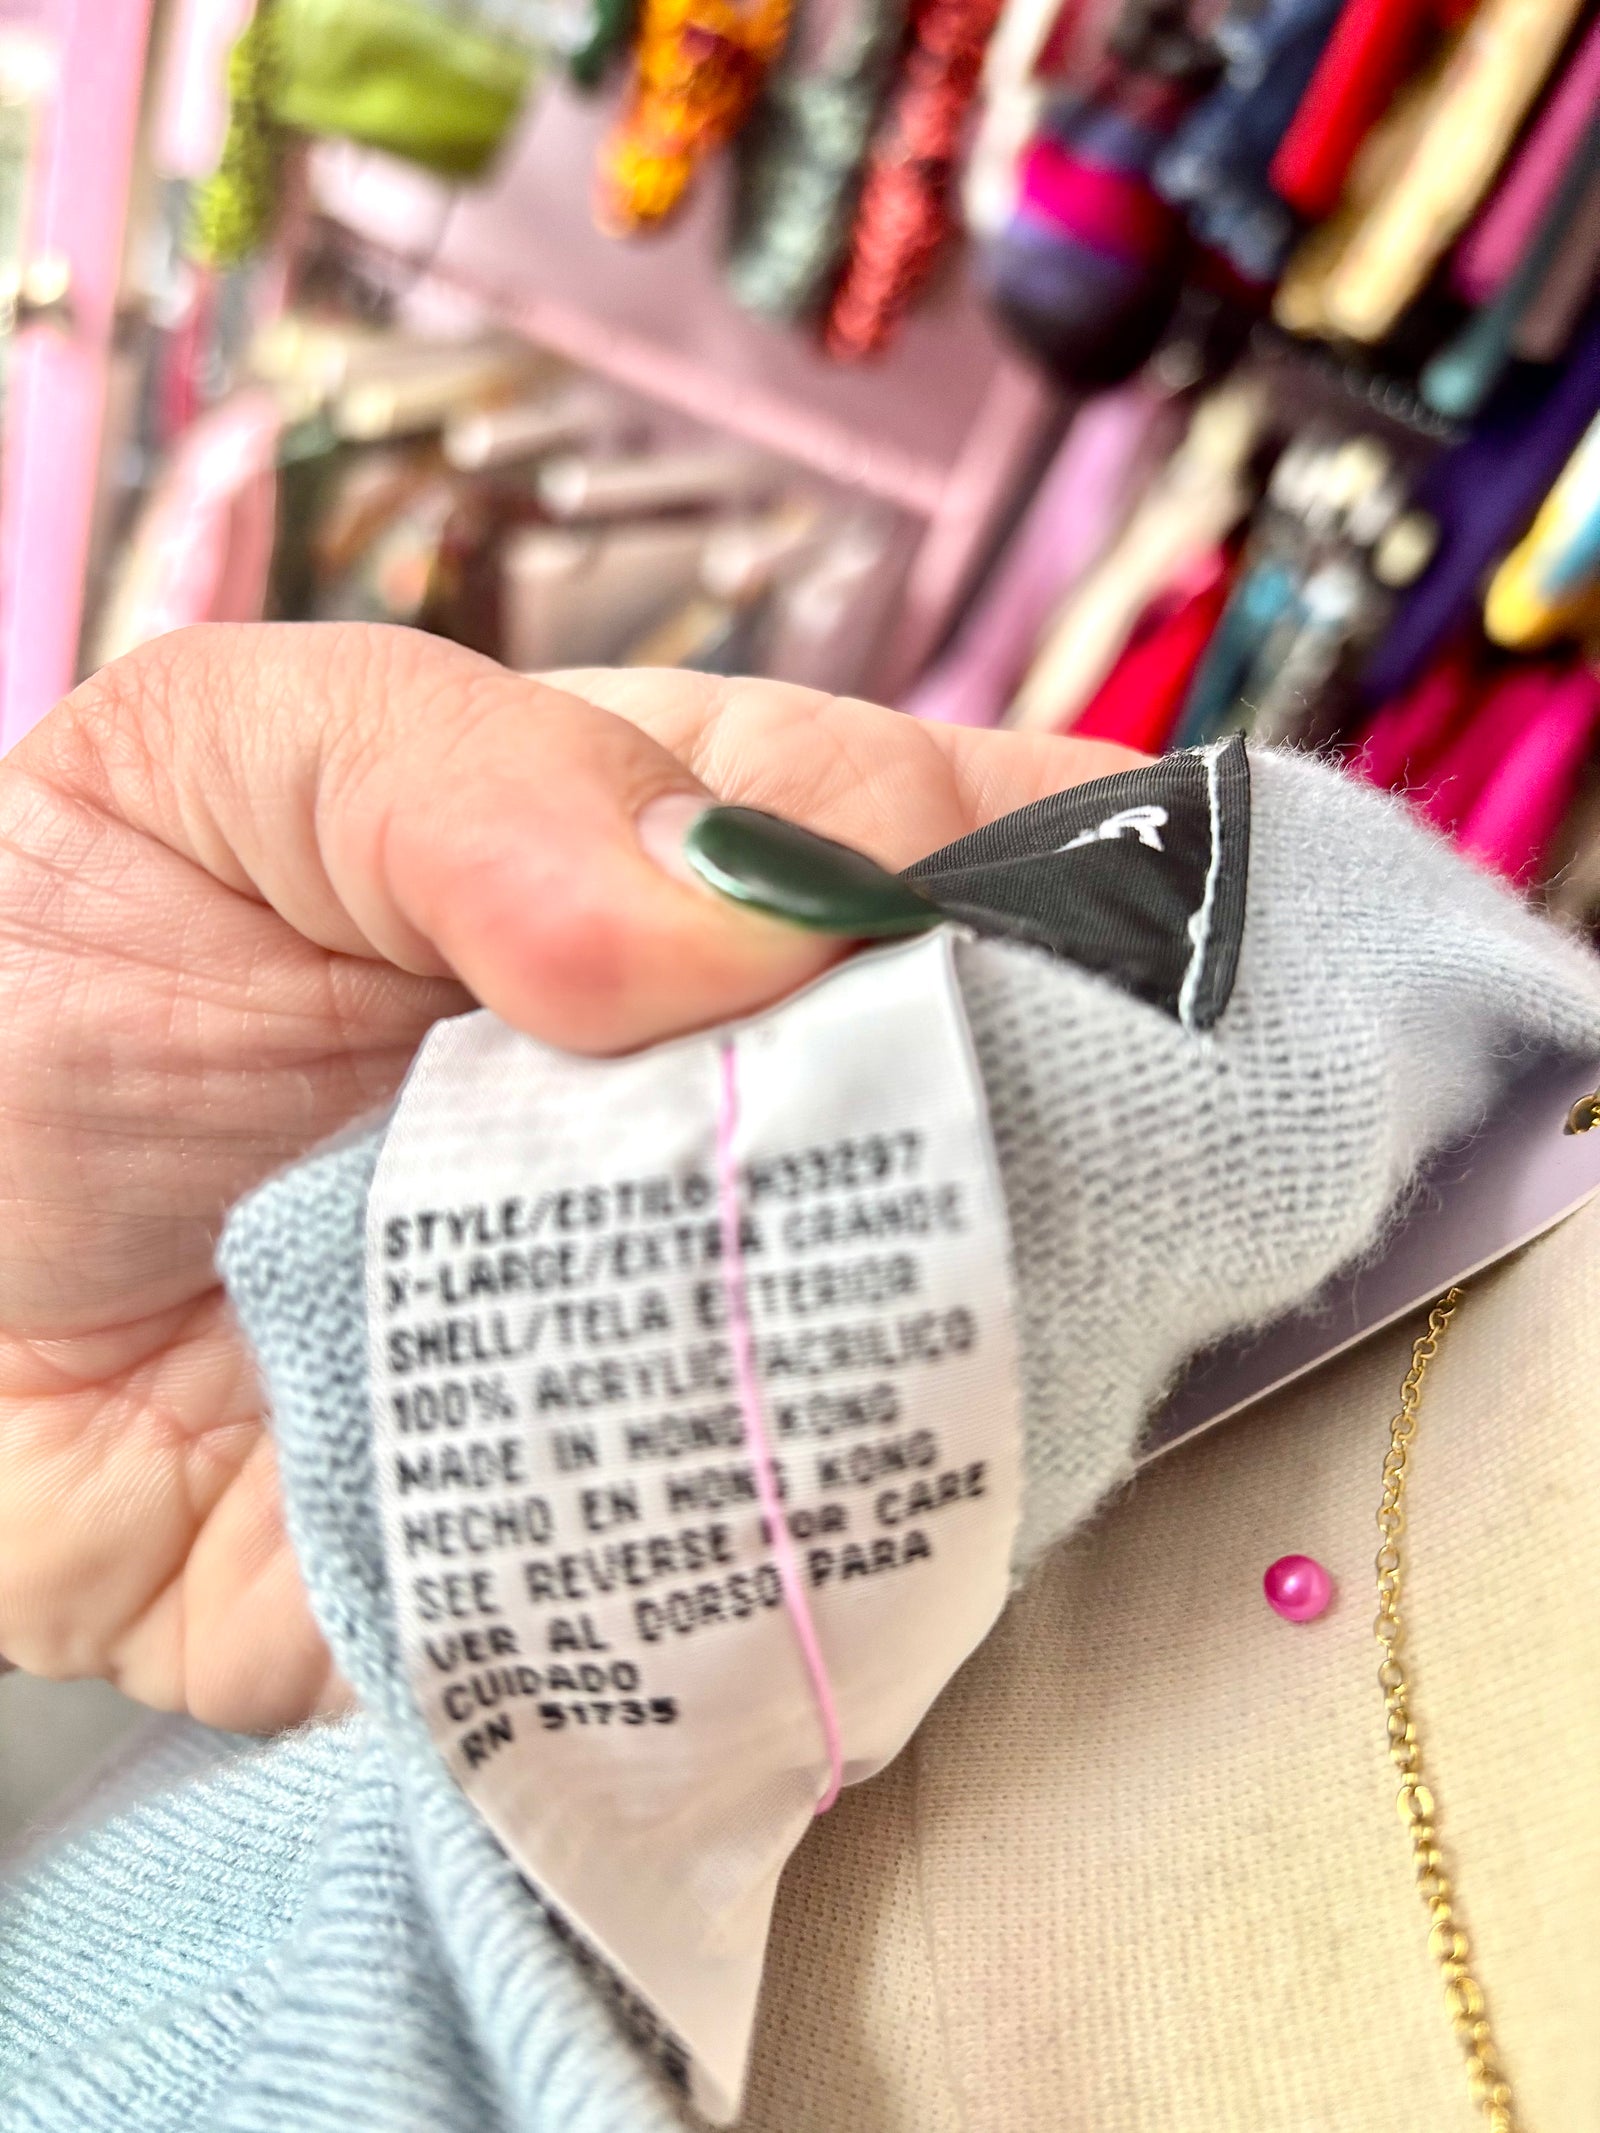 STYLE/ESTILO H33297
X-LARGE/EXTRA GRANDE
SHELL/TELA EXTERIOR
100% ACRYLIC ACRILICO
MADE IN HONG KONG
HECHO EN HONG KONG
SEE REVERSE FOR CARE
VER AL DORSO PARA
CUIDADO
RN 51735